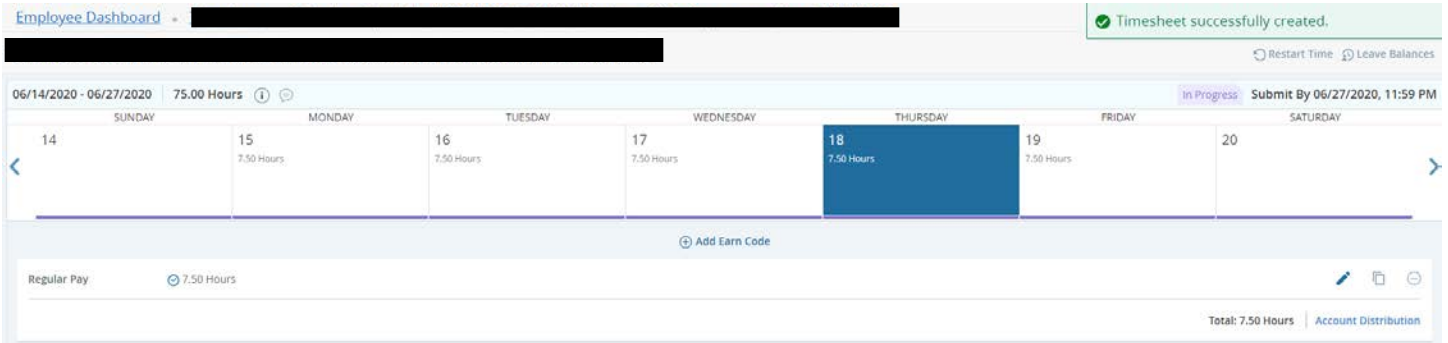 Employee Dashboard
Timesheet successfully created.
Restart Time Leave Balances
06/14/2020 - 06/27/2020 75.00 Hours In Progress Submit By 06/27/2020, 11:59 PM
SUNDAY MONDAY TUESDAY WEDNESDAY THURSDAY FRIDAY SATURDAY
14 15 16 17 18 19 20
7.50 Hours 7.50 Hours 7.50 Hours 7.50 Hours 7.50 Hours
Add Earn Code
Regular Pay 7.50 Hours
Total: 7.50 Hours Account Distribution